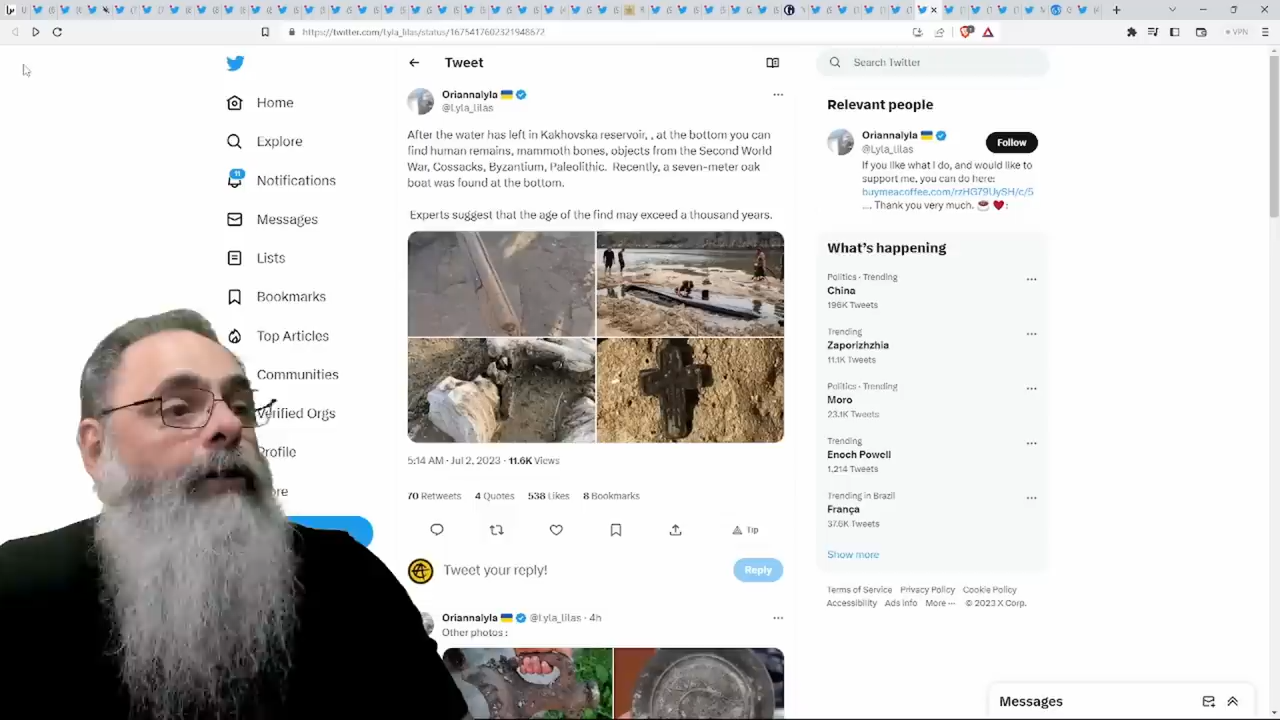 https://twitter.com/Lyla_lilas/status/1675417602321948672
VPN
Home
Explore
11
Notifications
Messages
Lists
Bookmarks
Top Articles
Communities
Verified Orgs
Profile
Tweet
Oriannalyla
@Lyla_lilas
After the water has left in Kakhovska reservoir, , at the bottom you can
find human remains, mammoth bones, objects from the Second World
War, Cossacks, Byzantium, Paleolithic. Recently, a seven-meter oak
boat was found at the bottom.
Experts suggest that the age of the find may exceed a thousand years.
5:14 AM · Jul 2, 2023 · 11.6K Views
70 Retweets 4 Quotes 538 Likes 8 Bookmarks
Tip
Tweet your reply!
Reply
Oriannalyla @Lyla_lilas · 4h
Other photos :
Search Twitter
Relevant people
Oriannalyla
@Lyla_lilas
Follow
If you like what I do, and would like to
support me, you can do here:
buymeacoffee.com/rzHG79UySH/c/5
.... Thank you very much. :
What's happening
Politics · Trending
China
196K Tweets
Trending
Zaporizhzhia
11.1K Tweets
Politics · Trending
Moro
23.1K Tweets
Trending
Enoch Powell
1,214 Tweets
Trending in Brazil
França
37.6K Tweets
Show more
Terms of Service Privacy Policy Cookie Policy
Accessibility Ads info More ··· © 2023 X Corp.
Messages